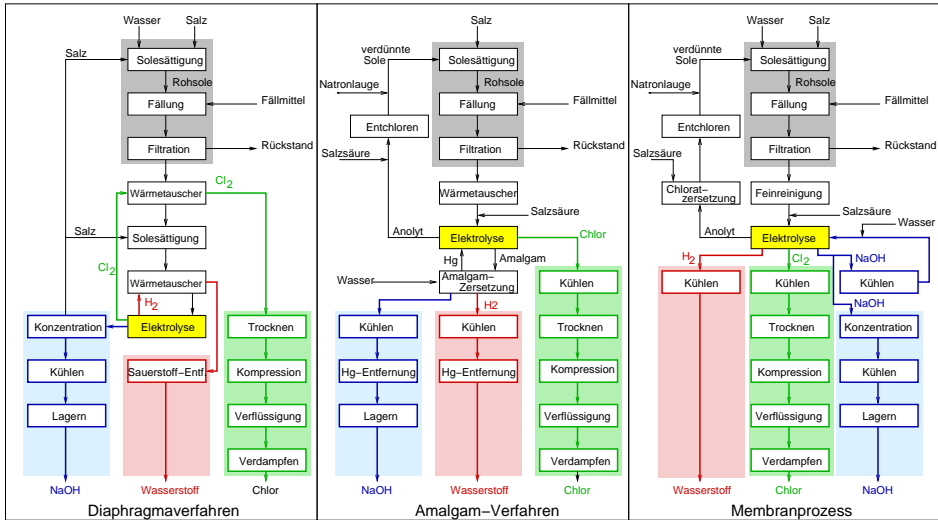 Wasser
Salz
Salz
Solesättigung
Rohsole
Fällung
Fällmittel
Filtration
Rückstand
Cl2
Wärmetauscher
Salz
Solesättigung
Cl2
Wärmetauscher
H2
Konzentration
Elektrolyse
Trocknen
Kühlen
Sauerstoff-Entf.
Kompression
Lagern
Verflüssigung
Verdampfen
NaOH
Wasserstoff
Chlor
Diaphragmaverfahren
Salz
verdünnte
Sole
Solesättigung
Natronlauge
Rohsole
Fällung
Fällmittel
Entchloren
Filtration
Rückstand
Salzsäure
Wärmetauscher
Salzsäure
Anolyt
Elektrolyse
Chlor
Hg
Amalgam
Wasser
Amalgam-
Zersetzung
Kühlen
H2
Kühlen
Kühlen
Trocknen
Hg-Entfernung
Hg-Entfernung
Kompression
Lagern
Verflüssigung
Verdampfen
NaOH
Wasserstoff
Chlor
Amalgam-Verfahren
Wasser
Salz
verdünnte
Sole
Solesättigung
Natronlauge
Rohsole
Fällung
Fällmittel
Entchloren
Filtration
Rückstand
Salzsäure
Chlorat-
zersetzung
Feinreinigung
Salzsäure
Wasser
Anolyt
Elektrolyse
H2
Cl2
NaOH
Kühlen
Kühlen
Kühlen
NaOH
Trocknen
Konzentration
Kompression
Kühlen
Verflüssigung
Lagern
Verdampfen
Wasserstoff
Chlor
NaOH
Membranprozess